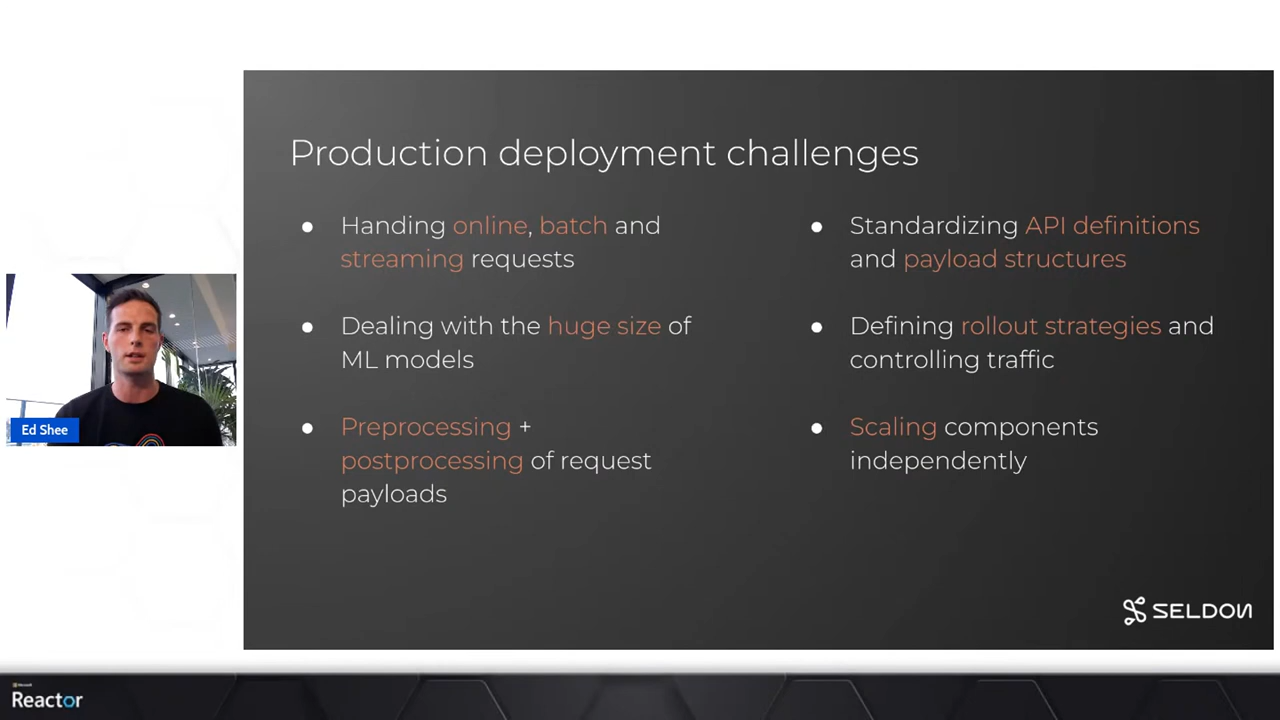 Production deployment challenges
Handing online, batch and
streaming requests
Dealing with the huge size of
ML models
Preprocessing +
postprocessing of request
payloads
Standardizing API definitions
and payload structures
Defining rollout strategies and
controlling traffic
Scaling components
independently
Ed Shee
SELDON
Microsoft
Reactor